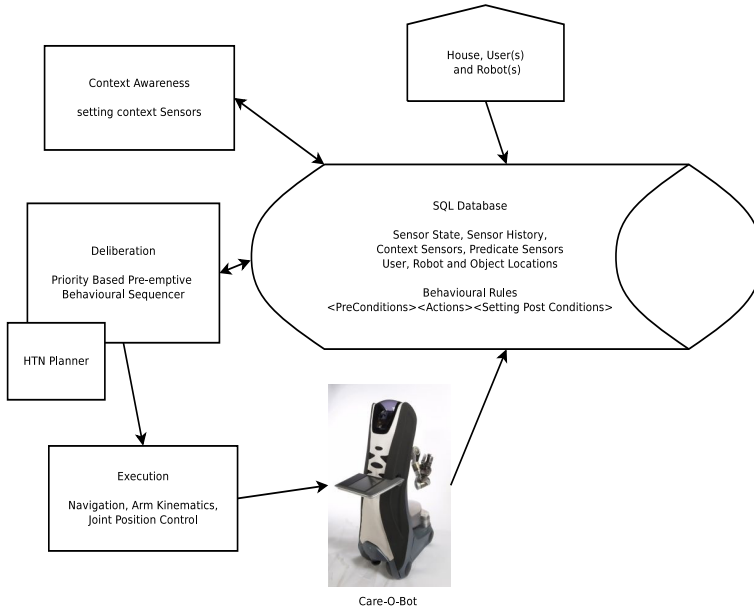 House, User(s)
and Robot(s)
Context Awareness
setting context Sensors
SQL Database
Sensor State, Sensor History,
Context Sensors, Predicate Sensors
User, Robot and Object Locations
Behavioural Rules
<PreConditions><Actions><Setting Post Conditions>
Deliberation
Priority Based Pre-emptive
Behavioural Sequencer
HTN Planner
Execution
Navigation, Arm Kinematics,
Joint Position Control
Care-O-Bot